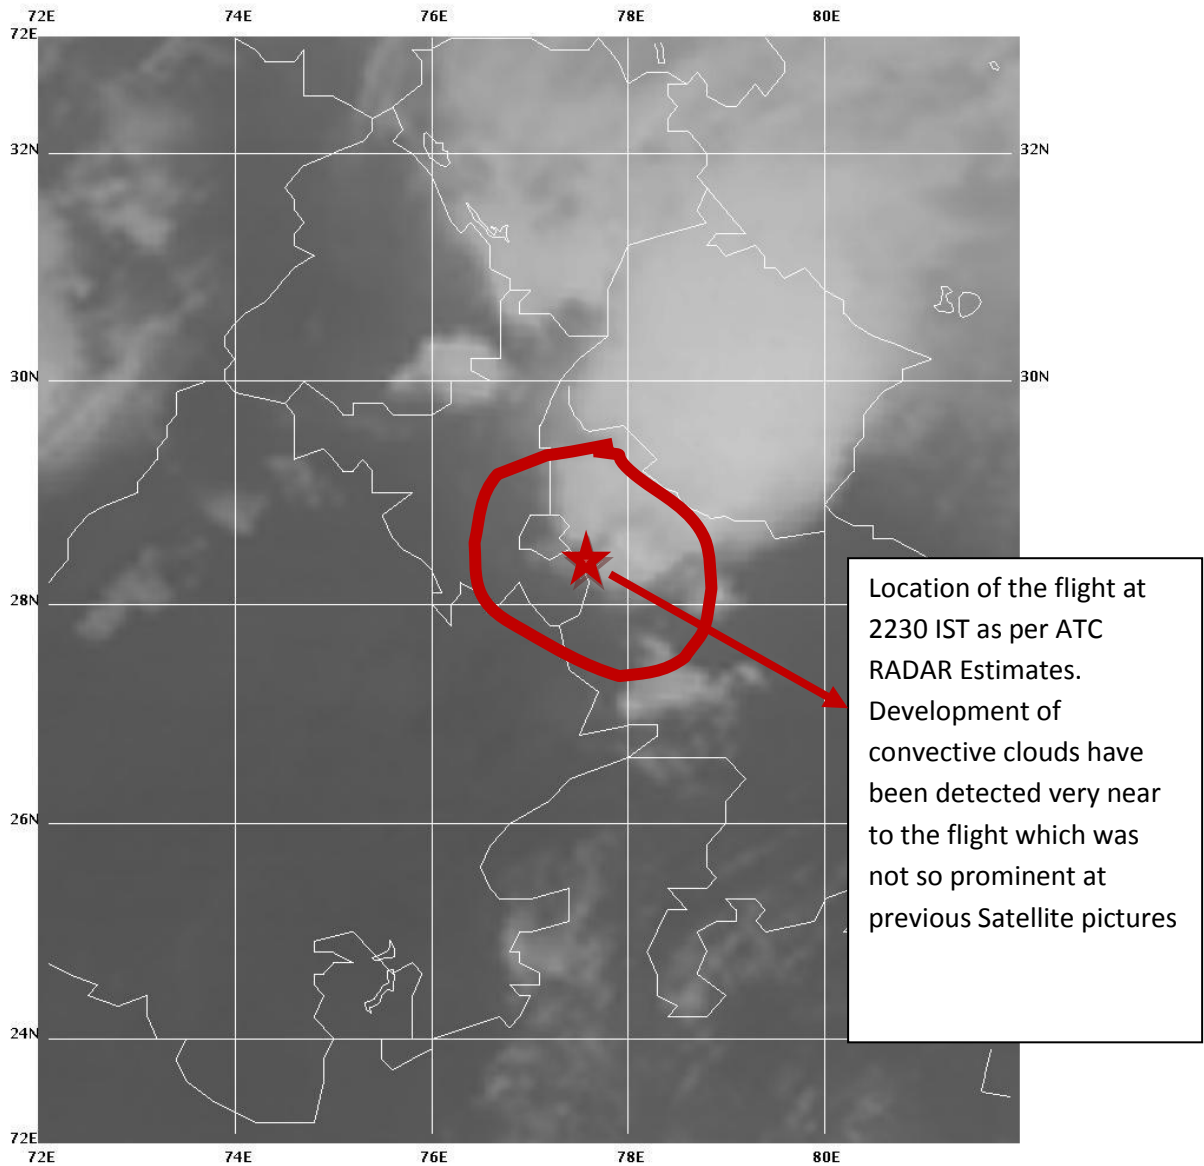 72E 74E 76E 78E 80E
72E
32N 32N
30N 30N
28N
26N
24N
72E
72E 74E 76E 78E 80E
Location of the flight at
2230 IST as per ATC
RADAR Estimates.
Development of
convective clouds have
been detected very near
to the flight which was
not so prominent at
previous Satellite pictures